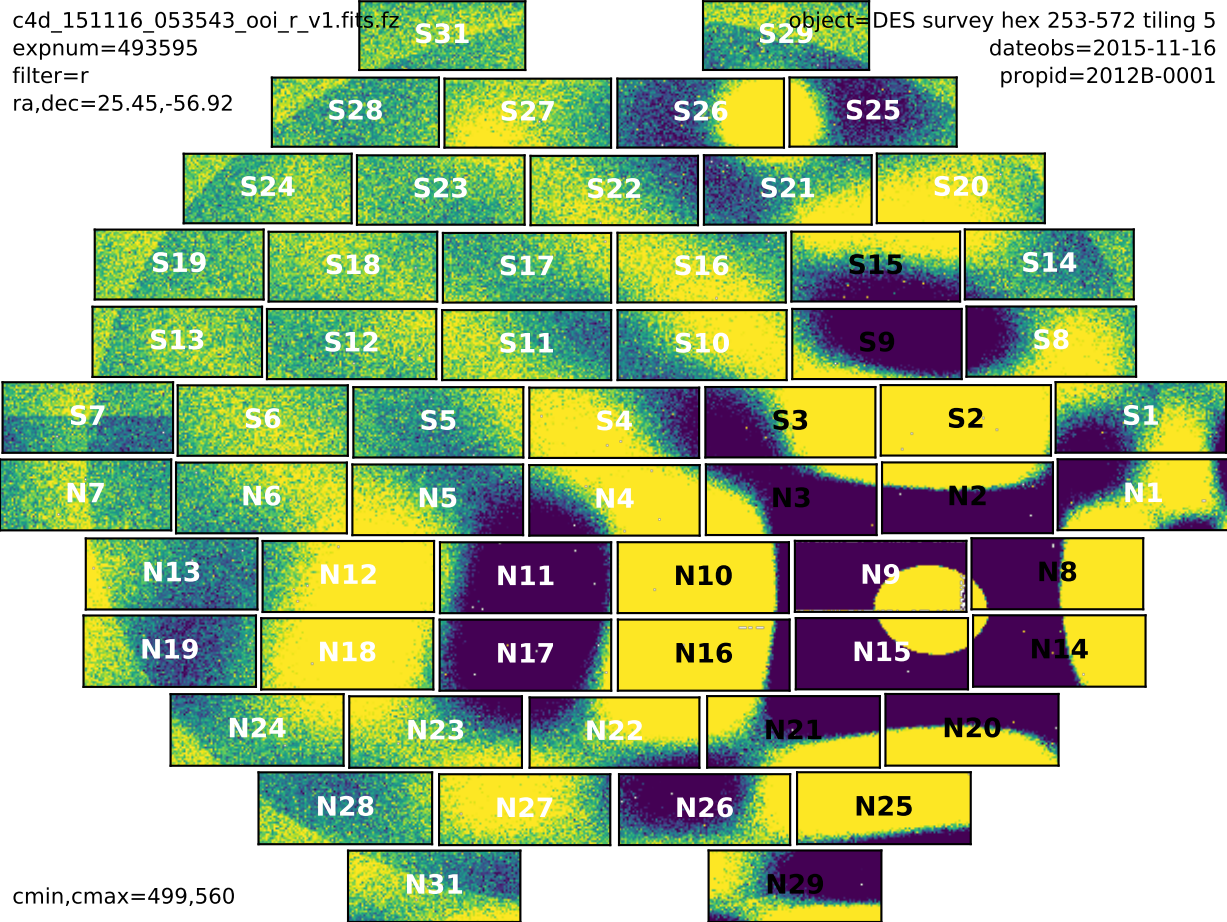 c4d_151116_053543_ooi_r_v1.fits.fz
expnum=493595
filter=r
ra,dec=25.45,-56.92
object=DES survey hex 253-572 tiling 5
dateobs=2015-11-16
propid=2012B-0001
S31 S29
S28 S27 S26 S25
S24 S23 S22 S21 S20
S19 S18 S17 S16 S15 S14
S13 S12 S11 S10 S9 S8
S7 S6 S5 S4 S3 S2 S1
N7 N6 N5 N4 N3 N2 N1
N13 N12 N11 N10 N9 N8
N19 N18 N17 N16 N15 N14
N24 N23 N22 N21 N20
N28 N27 N26 N25
N31 N29
cmin,cmax=499,560